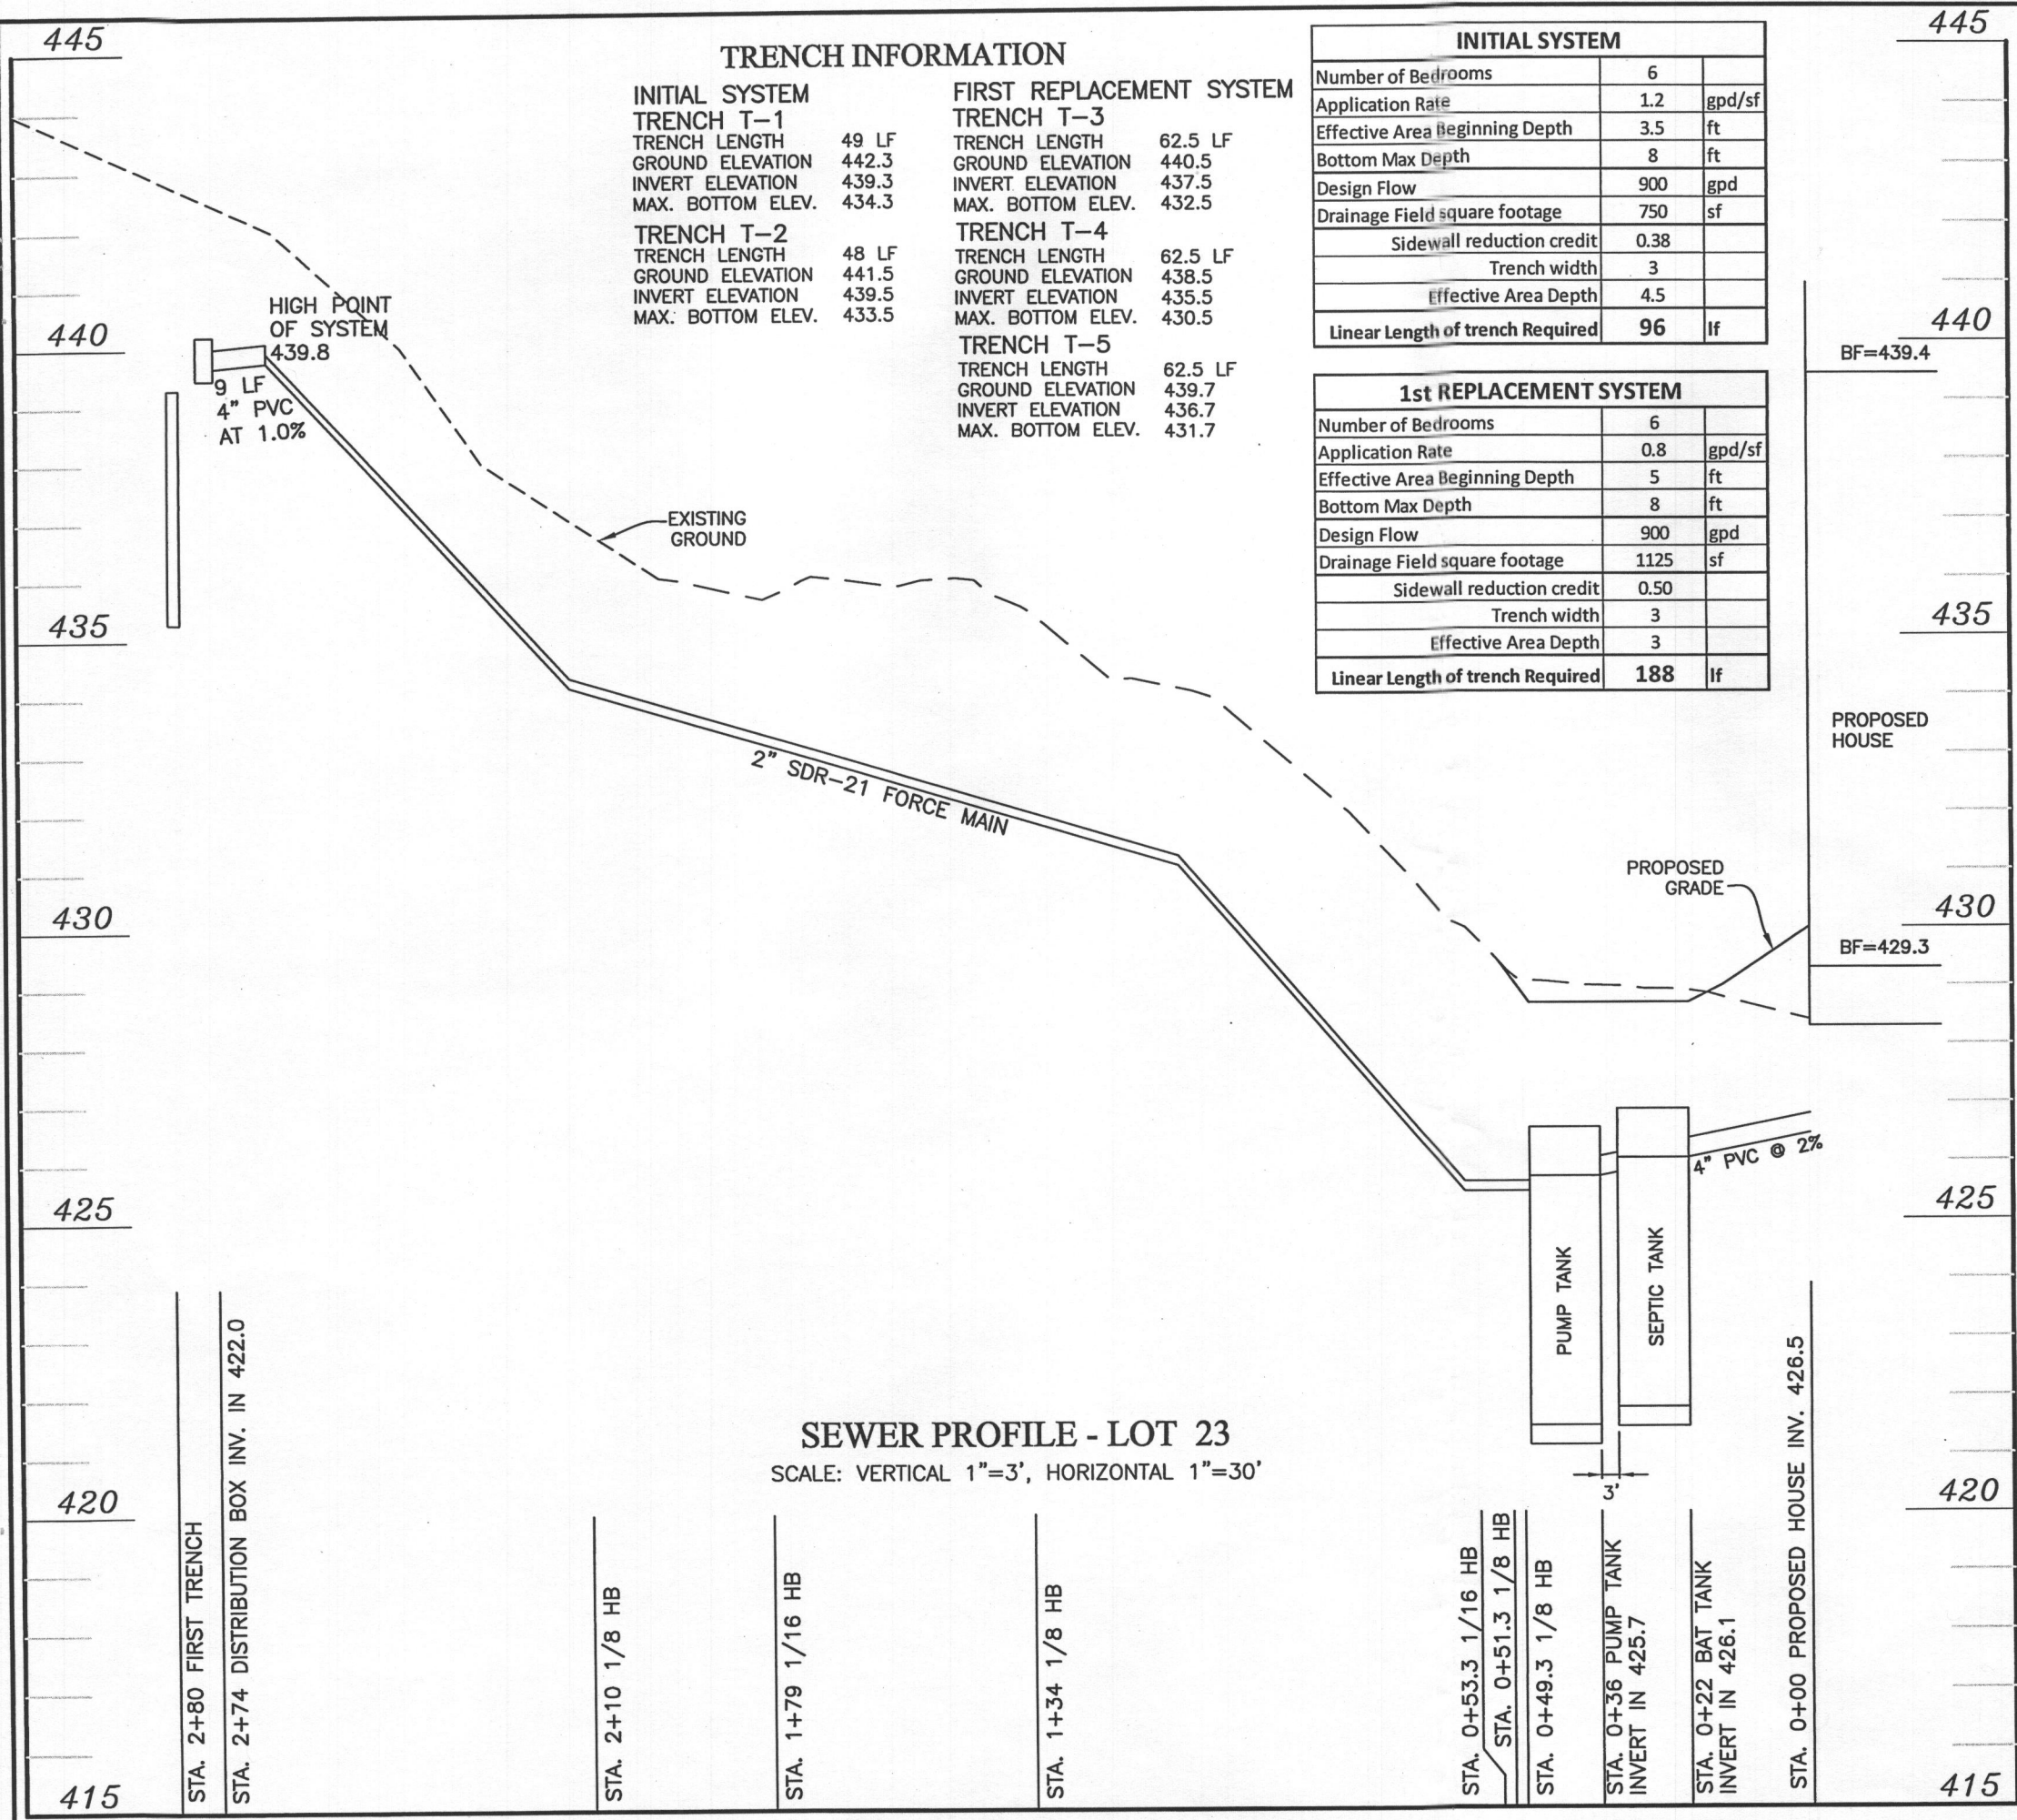 445
445
TRENCH INFORMATION
INITIAL SYSTEM
TRENCH T-1
TRENCH LENGTH 49 LF
GROUND ELEVATION 442.3
INVERT ELEVATION 439.3
MAX. BOTTOM ELEV. 434.3
TRENCH T-2
TRENCH LENGTH 48 LF
GROUND ELEVATION 441.5
INVERT ELEVATION 439.5
MAX. BOTTOM ELEV. 433.5
FIRST REPLACEMENT SYSTEM
TRENCH T-3
TRENCH LENGTH 62.5 LF
GROUND ELEVATION 440.5
INVERT ELEVATION 437.5
MAX. BOTTOM ELEV. 432.5
TRENCH T-4
TRENCH LENGTH 62.5 LF
GROUND ELEVATION 438.5
INVERT ELEVATION 435.5
MAX. BOTTOM ELEV. 430.5
TRENCH T-5
TRENCH LENGTH 62.5 LF
GROUND ELEVATION 439.7
INVERT ELEVATION 436.7
MAX. BOTTOM ELEV. 431.7
INITIAL SYSTEM
Number of Bedrooms 6
Application Rate 1.2 gpd/sf
Effective Area Beginning Depth 3.5 ft
Bottom Max Depth 8 ft
Design Flow 900 gpd
Drainage Field square footage 750 sf
Sidewall reduction credit 0.38
Trench width 3
Effective Area Depth 4.5
Linear Length of trench Required 96 lf
1st REPLACEMENT SYSTEM
Number of Bedrooms 6
Application Rate 0.8 gpd/sf
Effective Area Beginning Depth 5 ft
Bottom Max Depth 8 ft
Design Flow 900 gpd
Drainage Field square footage 1125 sf
Sidewall reduction credit 0.50
Trench width 3
Effective Area Depth 3
Linear Length of trench Required 188 lf
HIGH POINT
OF SYSTEM
439.8
440
440
BF=439.4
9 LF
4" PVC
AT 1.0%
EXISTING
GROUND
435
435
PROPOSED
HOUSE
2" SDR-21 FORCE MAIN
PROPOSED
GRADE
430
430
BF=429.3
4" PVC @ 2%
425
425
PUMP TANK
SEPTIC TANK
SEWER PROFILE - LOT 23
SCALE: VERTICAL 1"=3', HORIZONTAL 1"=30'
3'
420
420
STA. 2+80 FIRST TRENCH
STA. 2+74 DISTRIBUTION BOX INV. IN 422.0
STA. 2+10 1/8 HB
STA. 1+79 1/16 HB
STA. 1+34 1/8 HB
STA. 0+53.3 1/16 HB
STA. 0+51.3 1/8 HB
STA. 0+49.3 1/8 HB
STA. 0+36 PUMP TANK
INVERT IN 425.7
STA. 0+22 BAT TANK
INVERT IN 426.1
STA. 0+00 PROPOSED HOUSE INV. 426.5
415
415